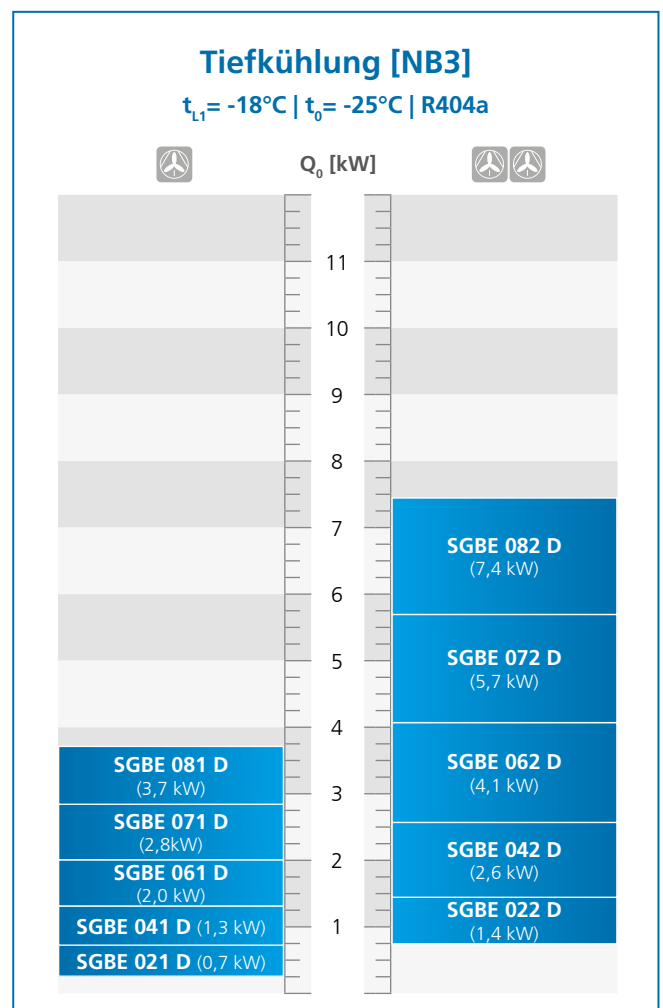 Tiefkühlung [NB3]
t_L1= -18°C | t_0= -25°C | R404a
Q_0 [kW]
11
10
9
8
7
6
5
4
3
2
1
SGBE 081 D
(3,7 kW)
SGBE 071 D
(2,8kW)
SGBE 061 D
(2,0 kW)
SGBE 041 D (1,3 kW)
SGBE 021 D (0,7 kW)
SGBE 082 D
(7,4 kW)
SGBE 072 D
(5,7 kW)
SGBE 062 D
(4,1 kW)
SGBE 042 D
(2,6 kW)
SGBE 022 D
(1,4 kW)